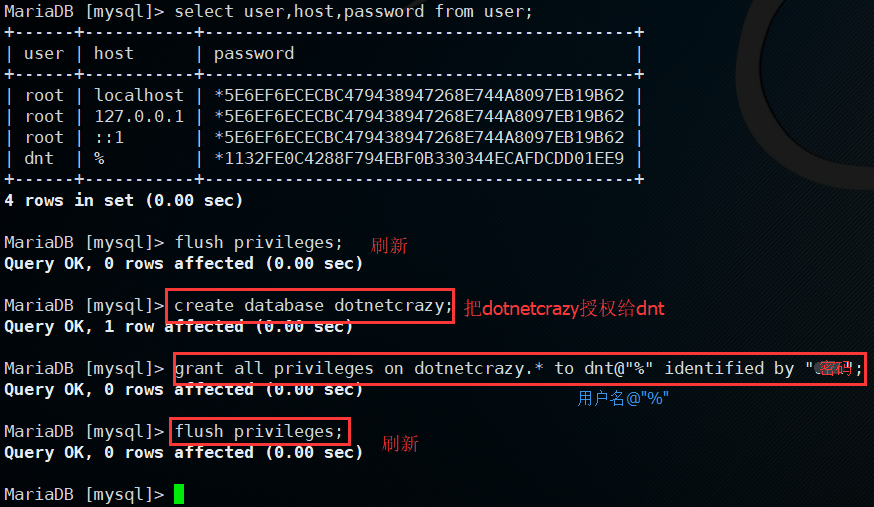 MariaDB [mysql]> select user,host,password from user;
+------+-----------+-------------------------------------------+
| user | host      | password                                  |
+------+-----------+-------------------------------------------+
| root | localhost | *5E6EF6ECECBC479438947268E744A8097EB19B62 |
| root | 127.0.0.1 | *5E6EF6ECECBC479438947268E744A8097EB19B62 |
| root | ::1       | *5E6EF6ECECBC479438947268E744A8097EB19B62 |
| dnt  | %         | *1132FE0C4288F794EBF0B330344ECAFDCDD01EE9 |
+------+-----------+-------------------------------------------+
4 rows in set (0.00 sec)
MariaDB [mysql]> flush privileges; 刷新
Query OK, 0 rows affected (0.00 sec)
MariaDB [mysql]> create database dotnetcrazy; 把dotnetcrazy授权给dnt
Query OK, 1 row affected (0.00 sec)
MariaDB [mysql]> grant all privileges on dotnetcrazy.* to dnt@"%" identified by "密码";
Query OK, 0 rows affected (0.00 sec) 用户名@"%"
MariaDB [mysql]> flush privileges; 刷新
Query OK, 0 rows affected (0.00 sec)
MariaDB [mysql]>